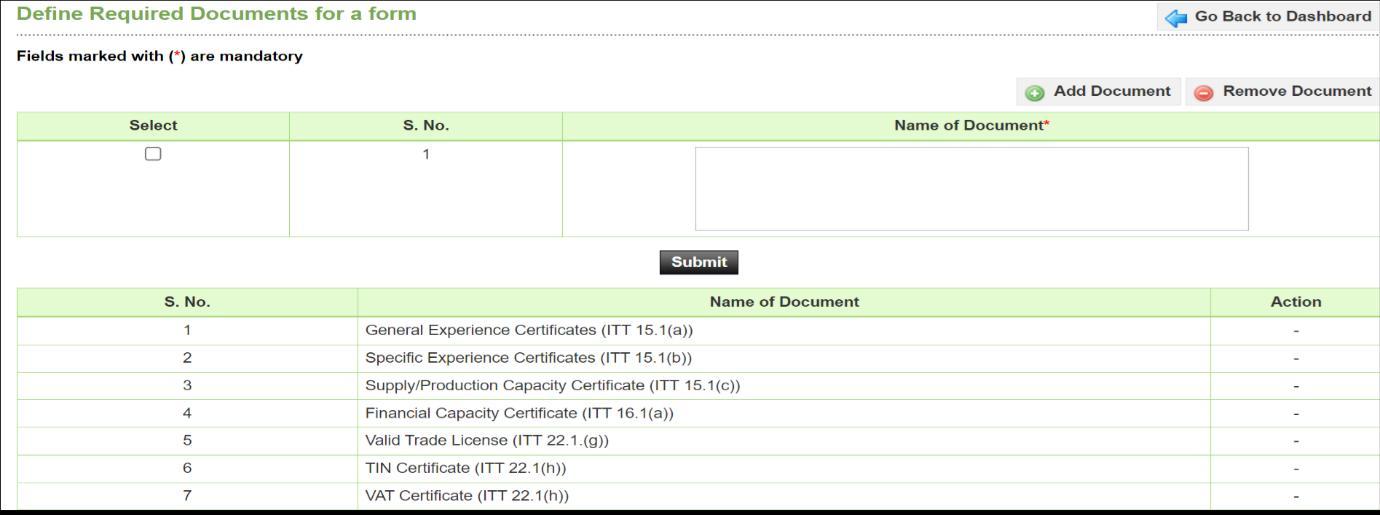 Define Required Documents for a form
Go Back to Dashboard
Fields marked with (*) are mandatory
Add Document Remove Document
Select S. No. Name of Document*
1
Submit
S. No. Name of Document Action
1 General Experience Certificates (ITT 15.1(a)) -
2 Specific Experience Certificates (ITT 15.1(b)) -
3 Supply/Production Capacity Certificate (ITT 15.1(c)) -
4 Financial Capacity Certificate (ITT 16.1(a)) -
5 Valid Trade License (ITT 22.1.(g)) -
6 TIN Certificate (ITT 22.1(h)) -
7 VAT Certificate (ITT 22.1(h)) -